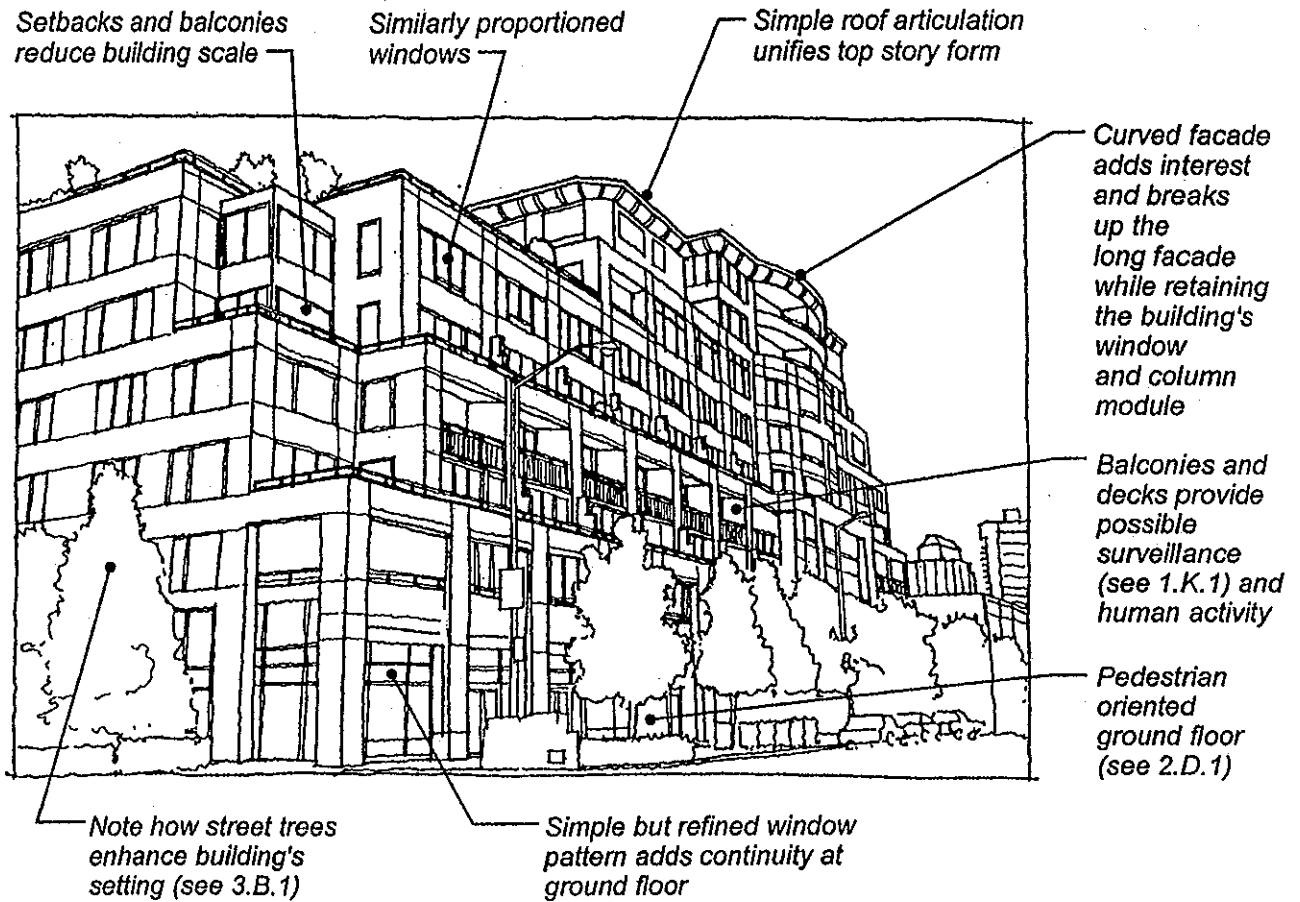 Setbacks and balconies
reduce building scale
Similarly proportioned
windows
Simple roof articulation
unifies top story form
Curved facade
adds interest
and breaks
up the
long facade
while retaining
the building's
window
and column
module
Balconies and
decks provide
possible
surveillance
(see 1.K.1) and
human activity
Pedestrian
oriented
ground floor
(see 2.D.1)
Note how street trees
enhance building's
setting (see 3.B.1)
Simple but refined window
pattern adds continuity at
ground floor